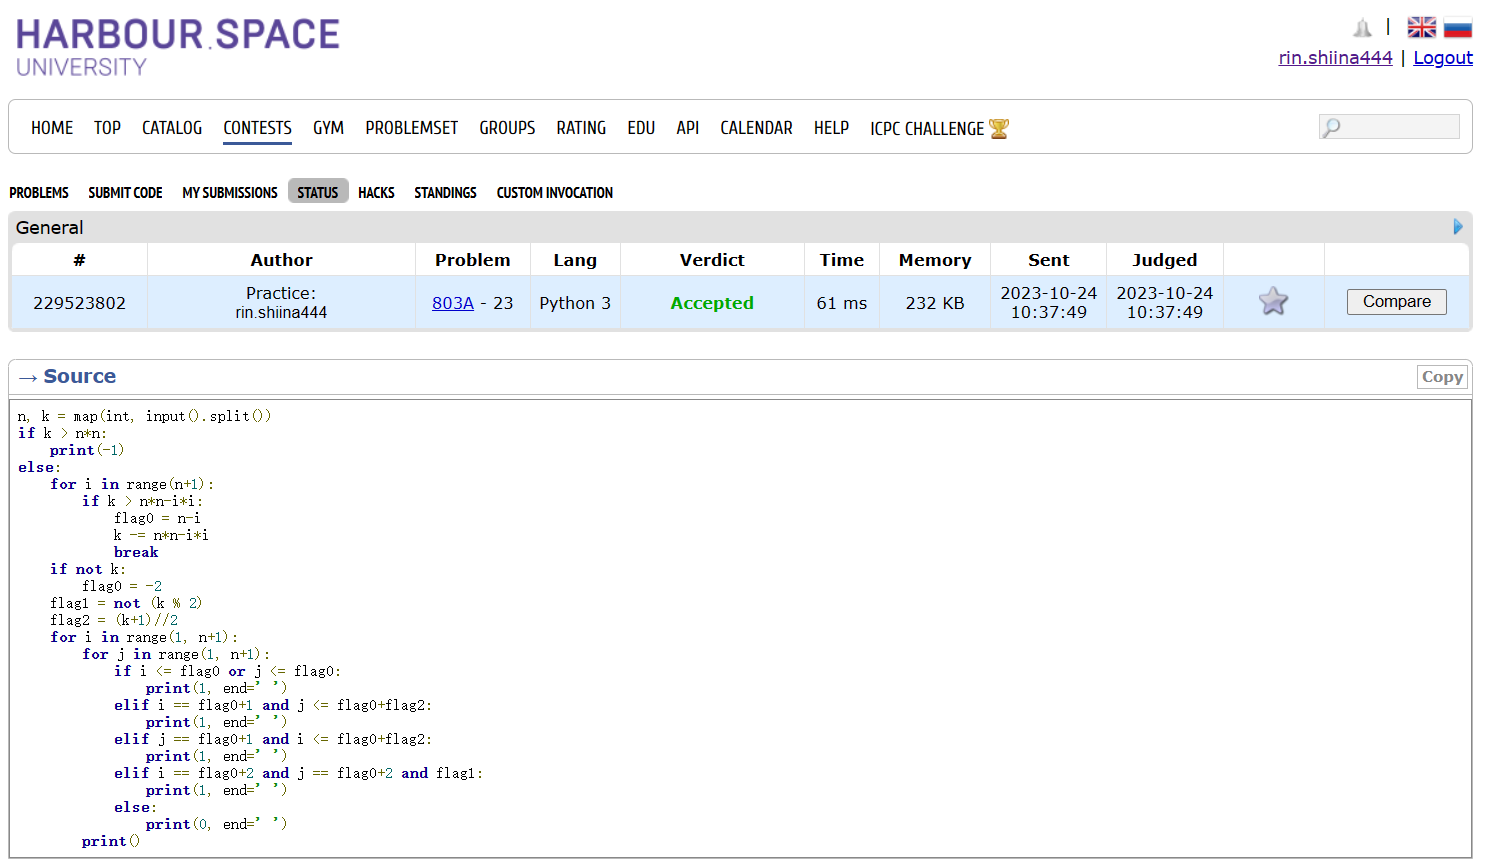 HARBOUR.SPACE
UNIVERSITY
|
rin.shiina444 | Logout
HOME TOP CATALOG CONTESTS GYM PROBLEMSET GROUPS RATING EDU API CALENDAR HELP ICPC CHALLENGE
PROBLEMS SUBMIT CODE MY SUBMISSIONS STATUS HACKS STANDINGS CUSTOM INVOCATION
General
# Author Problem Lang Verdict Time Memory Sent Judged
229523802 Practice: rin.shiina444 803A - 23 Python 3 Accepted 61 ms 232 KB 2023-10-24 10:37:49 2023-10-24 10:37:49 Compare
→ Source Copy
n, k = map(int, input().split())
if k > n*n:
    print(-1)
else:
    for i in range(n+1):
        if k > n*n-i*i:
            flag0 = n-i
            k -= n*n-i*i
            break
    if not k:
        flag0 = -2
    flag1 = not (k % 2)
    flag2 = (k+1)//2
    for i in range(1, n+1):
        for j in range(1, n+1):
            if i <= flag0 or j <= flag0:
                print(1, end=' ')
            elif i == flag0+1 and j <= flag0+flag2:
                print(1, end=' ')
            elif j == flag0+1 and i <= flag0+flag2:
                print(1, end=' ')
            elif i == flag0+2 and j == flag0+2 and flag1:
                print(1, end=' ')
            else:
                print(0, end=' ')
        print()